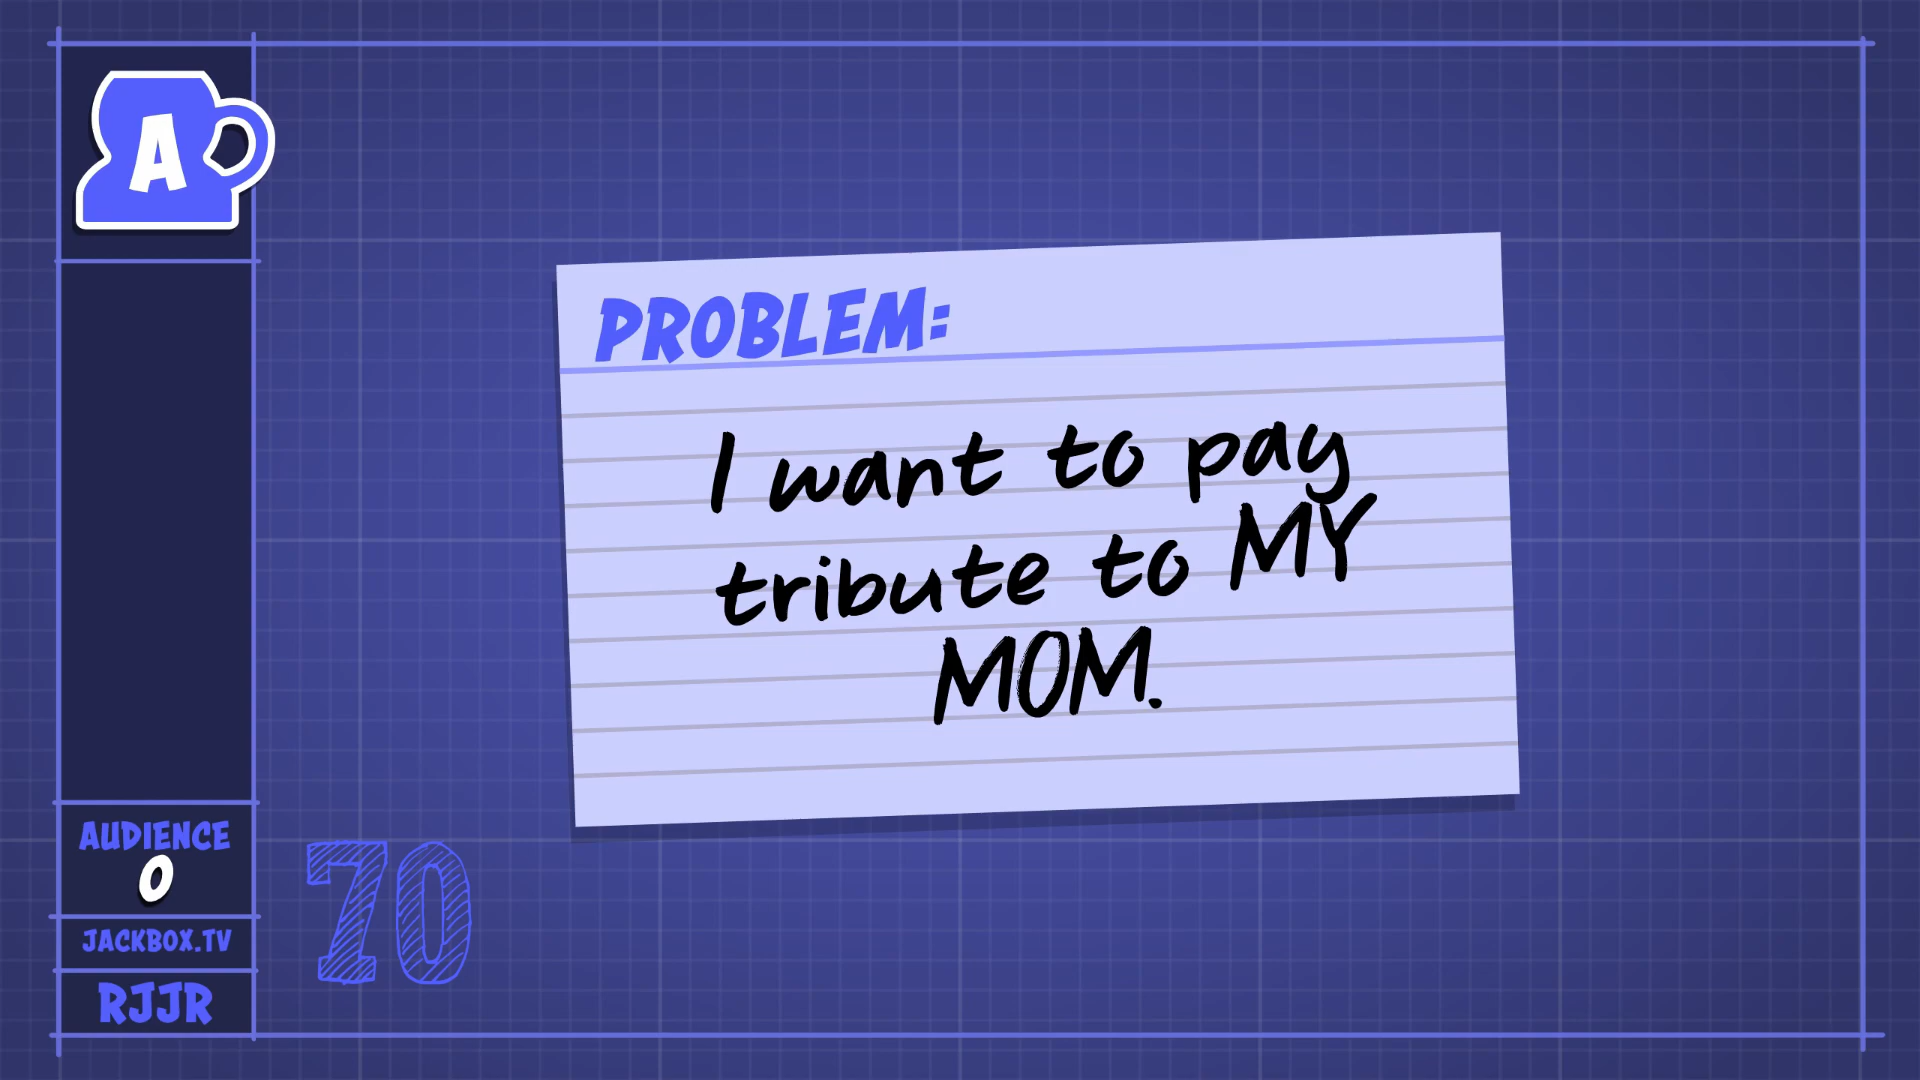 A
PROBLEM:
I want to pay
tribute to MY
MOM.
AUDIENCE
0
JACKBOX.TV
RJJR
70